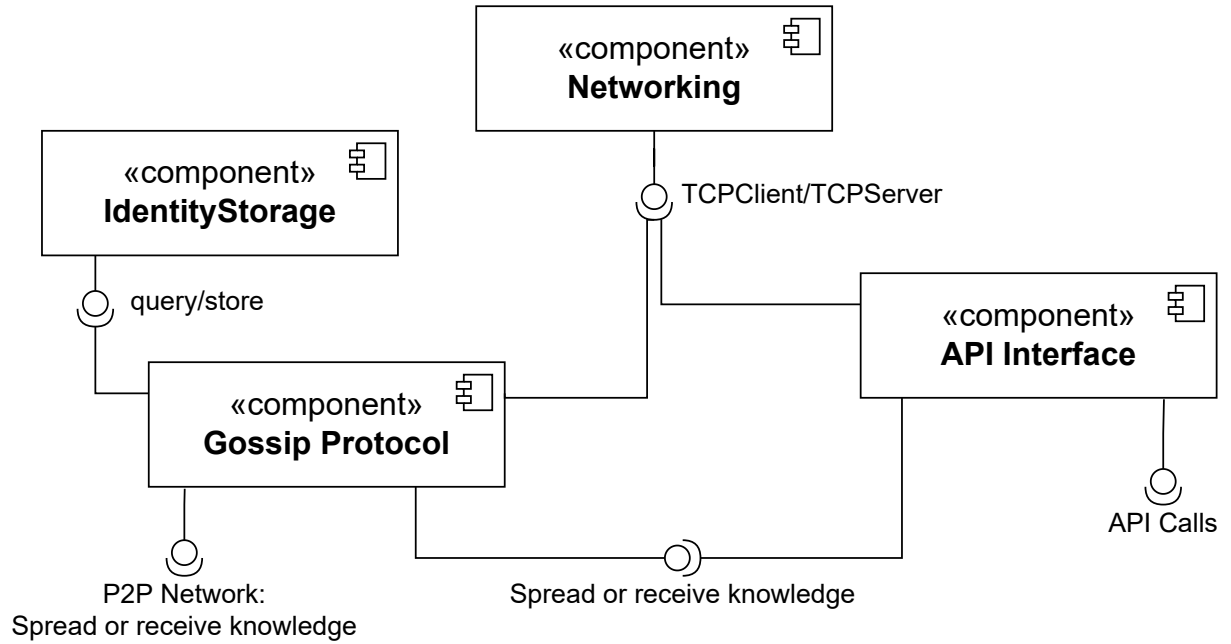 «component»
Networking
«component»
IdentityStorage
TCPClient/TCPServer
query/store
«component»
API Interface
«component»
Gossip Protocol
API Calls
P2P Network:
Spread or receive knowledge
Spread or receive knowledge